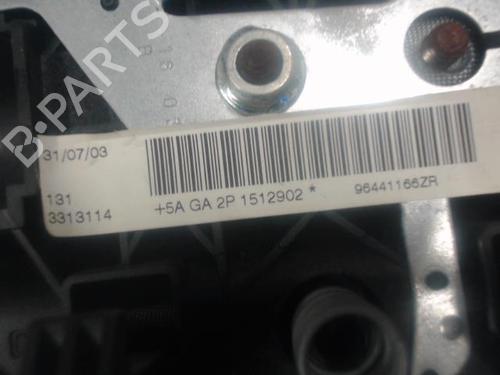 B-PARTS
31/07/03
131
3313114
+5A GA 2P 1512902 *
96441166ZR